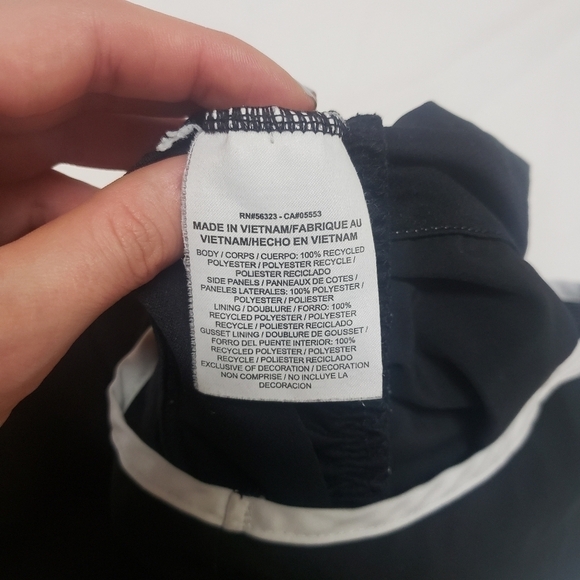 RN#56323 - CA#05553
MADE IN VIETNAM/FABRIQUE AU
VIETNAM/HECHO EN VIETNAM
BODY / CORPS / CUERPO: 100% RECYCLED
POLYESTER / POLYESTER RECYCLE /
POLIESTER RECICLADO
SIDE PANELS / PANNEAUX DE COTES /
PANELES LATERALES: 100% POLYESTER /
POLYESTER / POLIESTER
LINING / DOUBLURE / FORRO: 100%
RECYCLED POLYESTER / POLYESTER
RECYCLE / POLIESTER RECICLADO
GUSSET LINING / DOUBLURE DE GOUSSET /
FORRO DEL PUENTE INTERIOR: 100%
RECYCLED POLYESTER / POLYESTER
RECYCLE / POLIESTER RECICLADO
EXCLUSIVE OF DECORATION / DECORATION
NON COMPRISE / NO INCLUYE LA
DECORACION